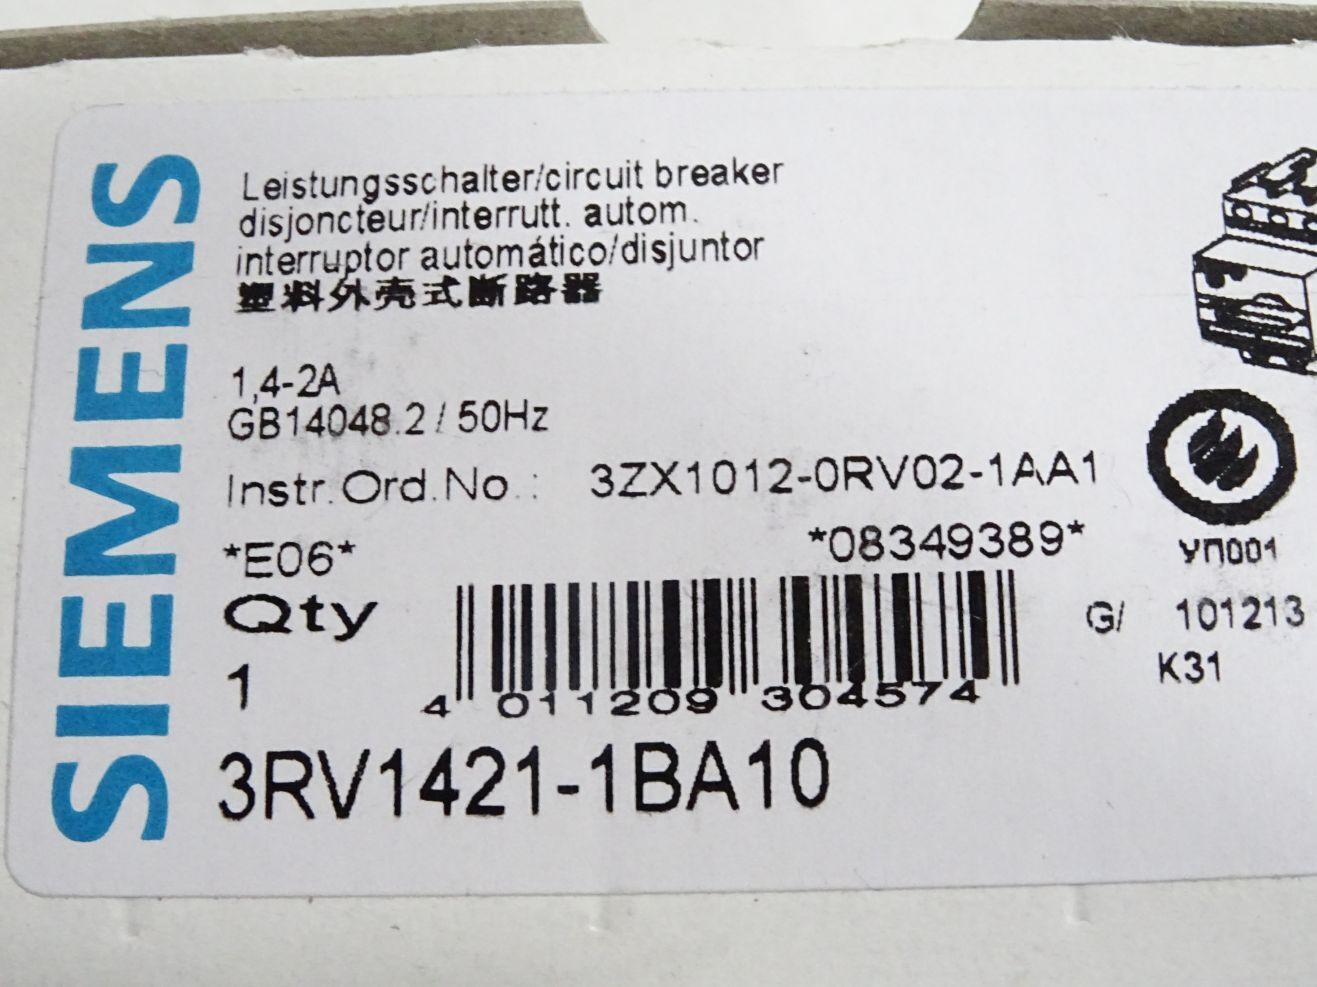 SIEMENS
Leistungsschalter/circuit breaker
disjoncteur/interrutt. autom.
interruptor automático/disjuntor
塑料外壳式断路器
1,4-2A
GB14048.2 / 50Hz
Instr.Ord.No.: 3ZX1012-0RV02-1AA1
*E06* *08349389*
УП001
Qty
G/ 101213
1
K31
4 011209 304574
3RV1421-1BA10